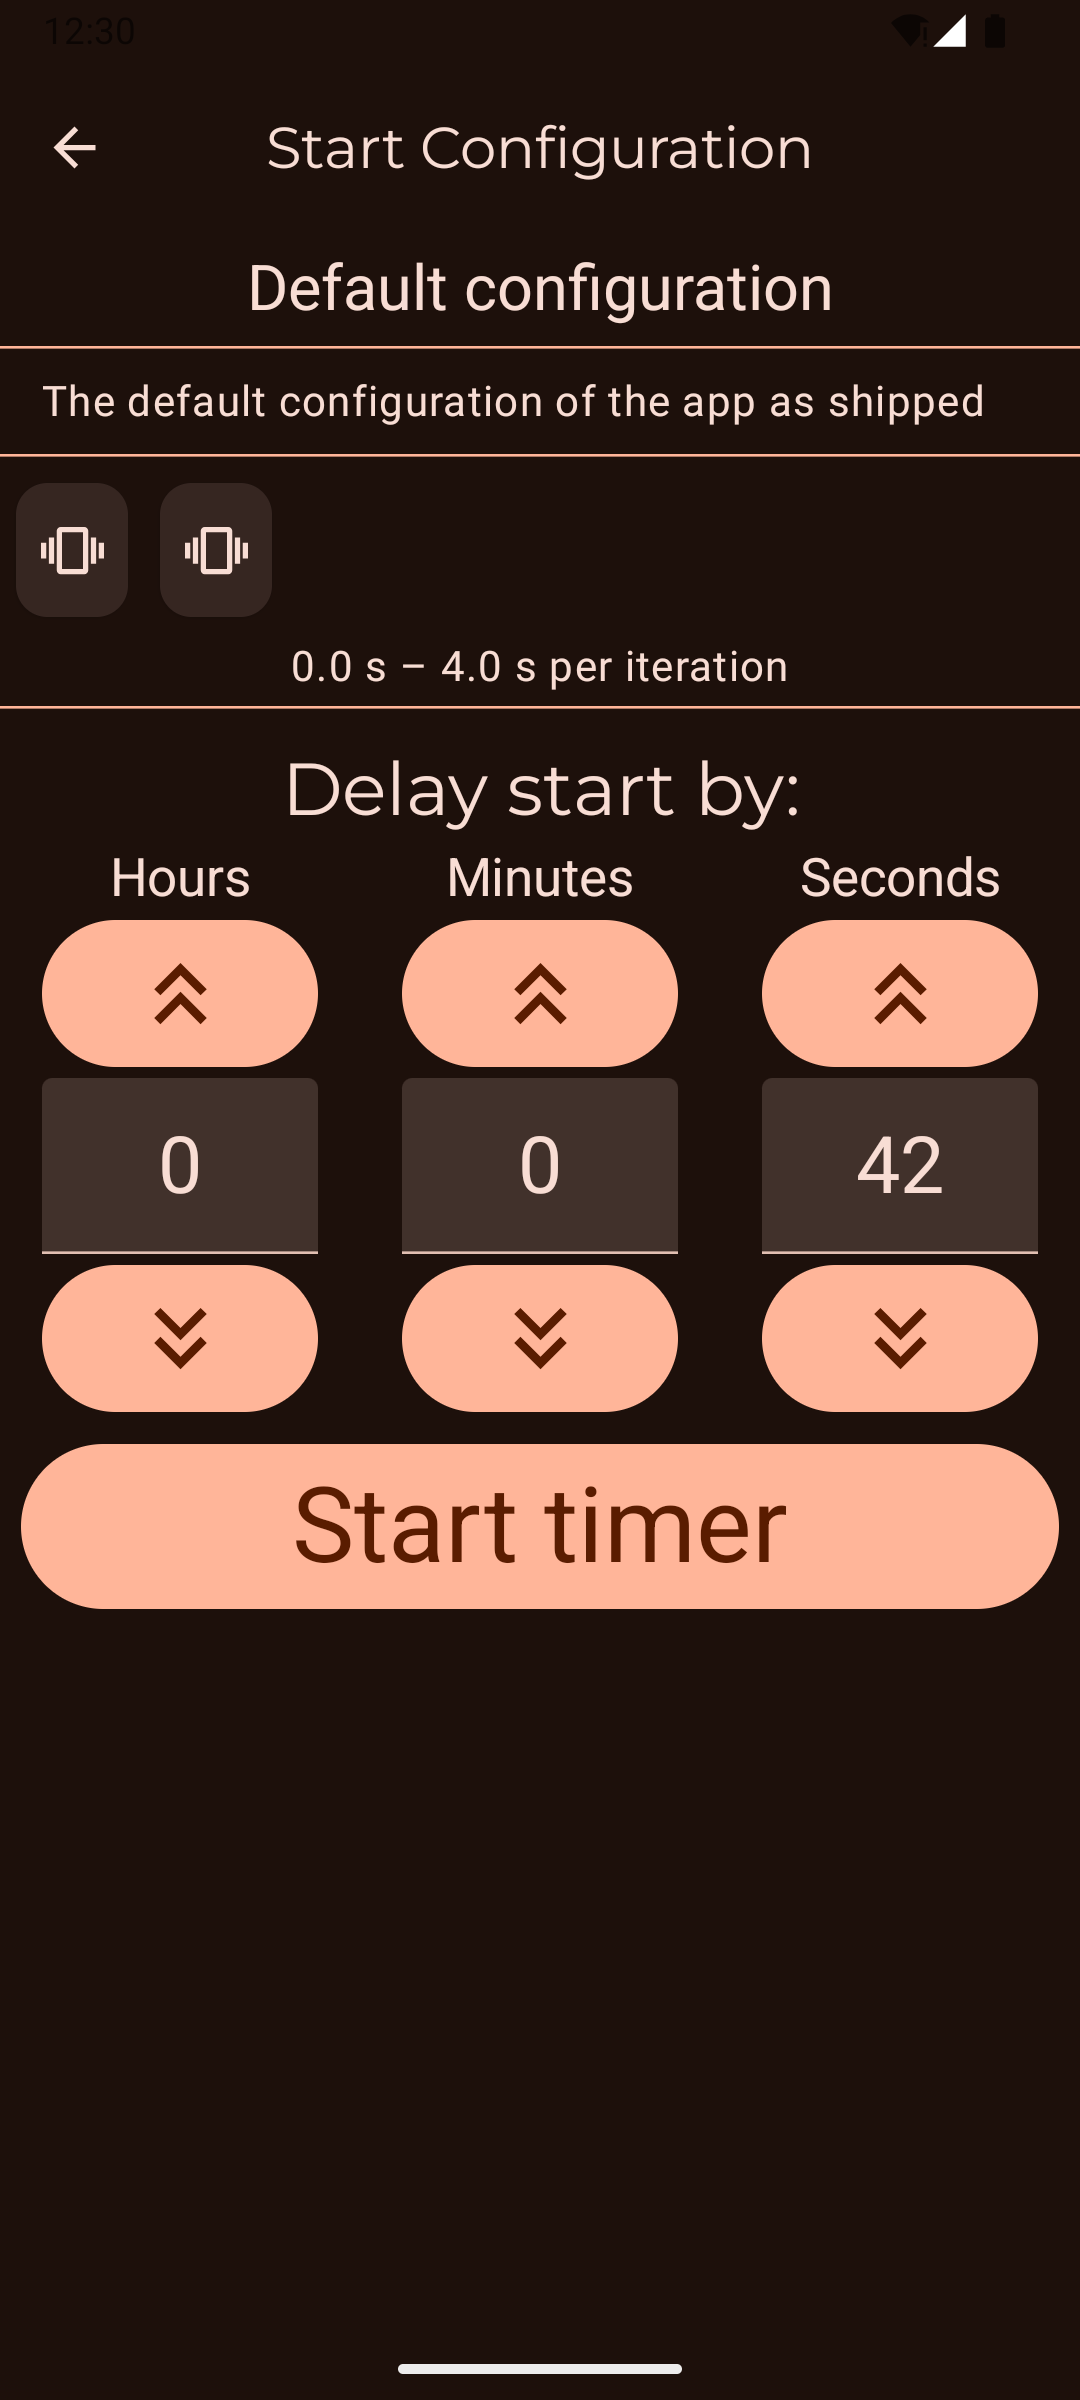 12:30
Start Configuration
Default configuration
The default configuration of the app as shipped
0.0 s – 4.0 s per iteration
Delay start by:
Hours Minutes Seconds
0 0 42
Start timer